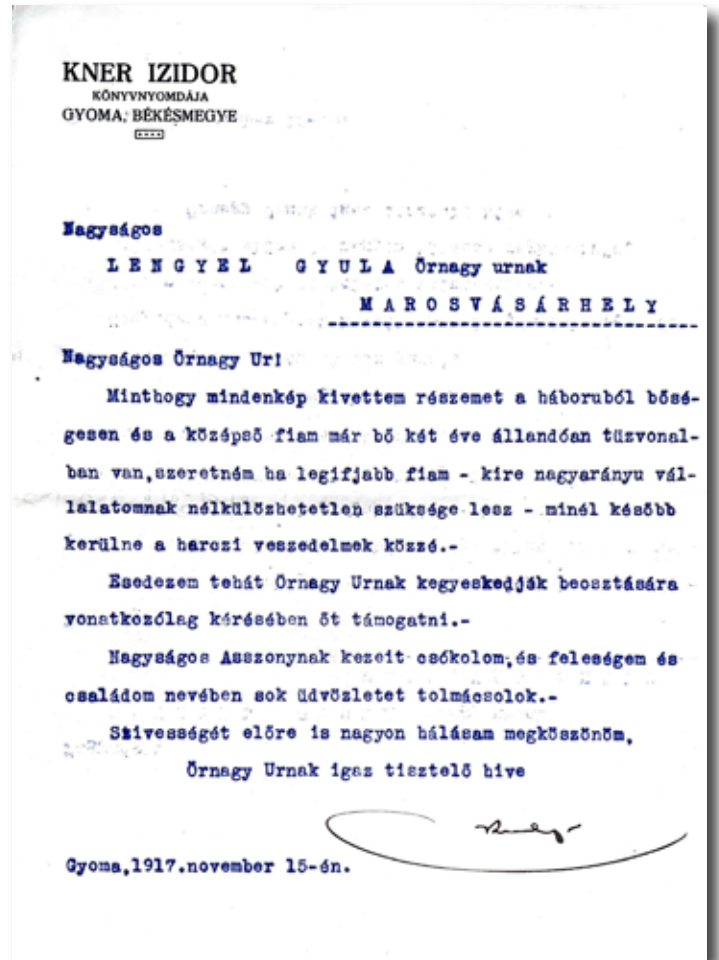 KNER IZIDOR
KÖNYVNYOMDÁJA
GYOMA, BÉKÉSMEGYE
Nagyságos
LENGYEL GYULA Őrnagy urnak
MAROSVÁSÁRHELY
Nagyságos Őrnagy Ur!
Minthogy mindenkép kivettem részemet a háboruból bősé-
gesen és a középső fiam már bő két éve állandóan tüzvonal-
ban van,szeretném ha legifjabb fiam - kire nagyarányu vál-
lalatomnak nélkülözhetetlen szüksége lesz - minél később
kerülne a harczi veszedelmek közzé.-
Esedezem tehát Őrnagy Urnak kegyeskedjék beosztására
vonatkozólag kérésében őt támogatni.-
Nagyságos Asszonynak kezeit csókolom,és feleségem és
családom nevében sok üdvözletet tolmácsolok.-
Szivességét előre is nagyon hálásam megköszönöm,
Őrnagy Urnak igaz tisztelő hive
Gyoma,1917.november 15-én.